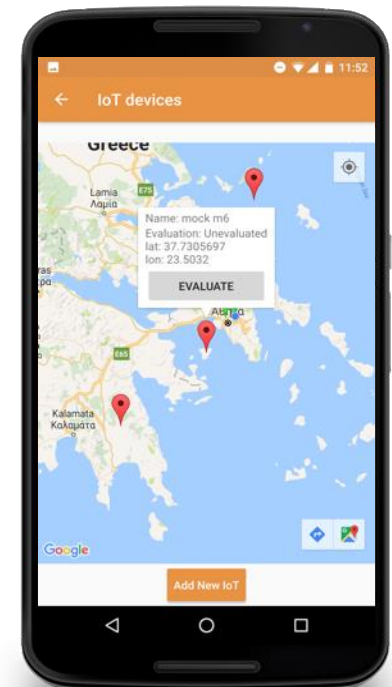 11:52
IoT devices
Greece
Lamia
Λαμία
E75
Name: mock m6
Evaluation: Unevaluated
lat: 37.7305697
lon: 23.5032
EVALUATE
E65
Kalamata
Καλαμάτα
Google
Add New IoT